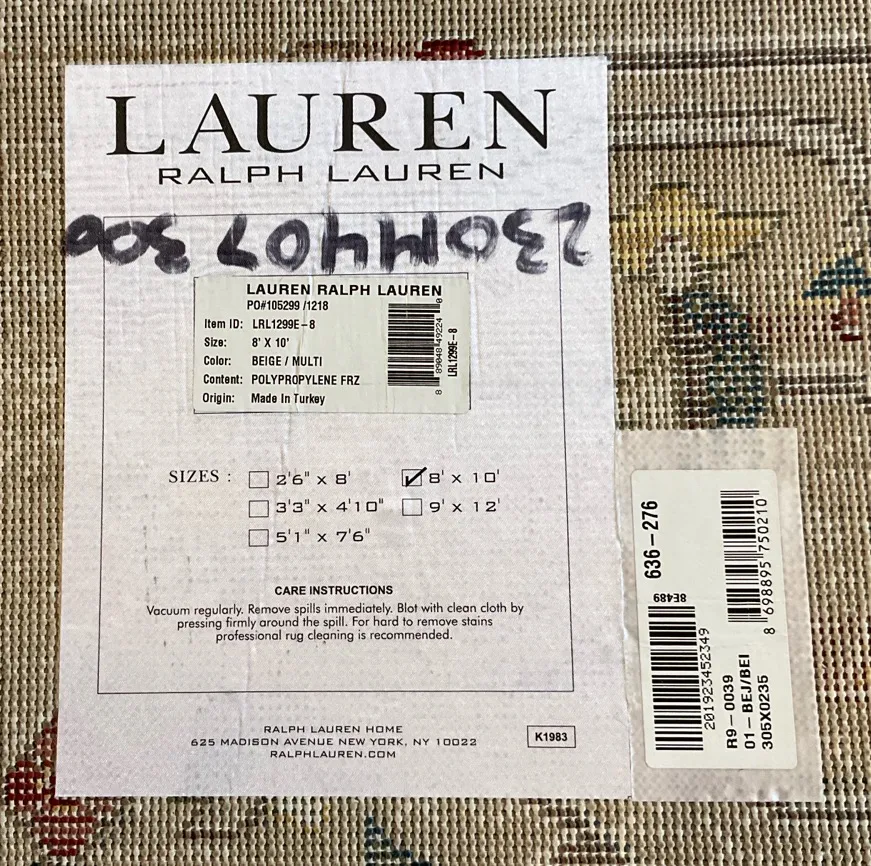 LAUREN
RALPH LAUREN
LAUREN RALPH LAUREN
PO#105299 /1218
Item ID: LRL1299E-8
Size: 8' X 10'
Color: BEIGE / MULTI
Content: POLYPROPYLENE FRZ
Origin: Made In Turkey
8 89048 49224 0
LRL1299E-8
SIZES : 2'6" x 8' 8' x 10'
3'3" x 4'10" 9' x 12'
5'1" x 7'6"
CARE INSTRUCTIONS
Vacuum regularly. Remove spills immediately. Blot with clean cloth by
pressing firmly around the spill. For hard to remove stains
professional rug cleaning is recommended.
RALPH LAUREN HOME
625 MADISON AVENUE NEW YORK, NY 10022
RALPHLAUREN.COM
K1983
636-276
8E489
201923452349
R9-0039
01-BEJ/BEI
305X0235
8 698895 750210